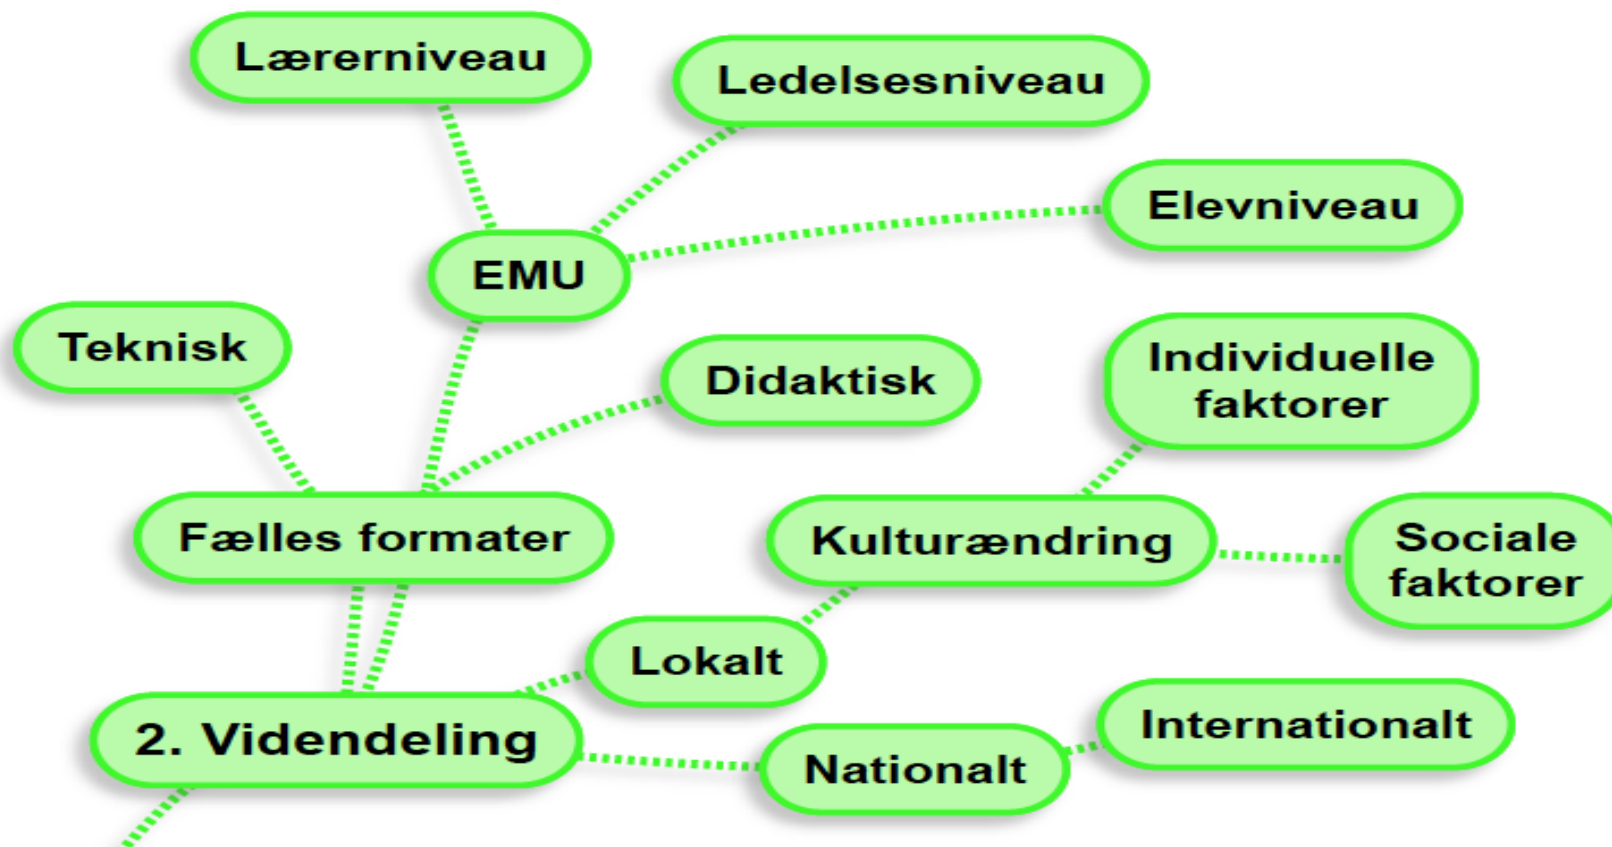 Lærerniveau
Ledelsesniveau
Elevniveau
EMU
Teknisk
Didaktisk
Individuelle
faktorer
Fælles formater
Kulturændring
Sociale
faktorer
Lokalt
2. Videndeling
Nationalt
Internationalt